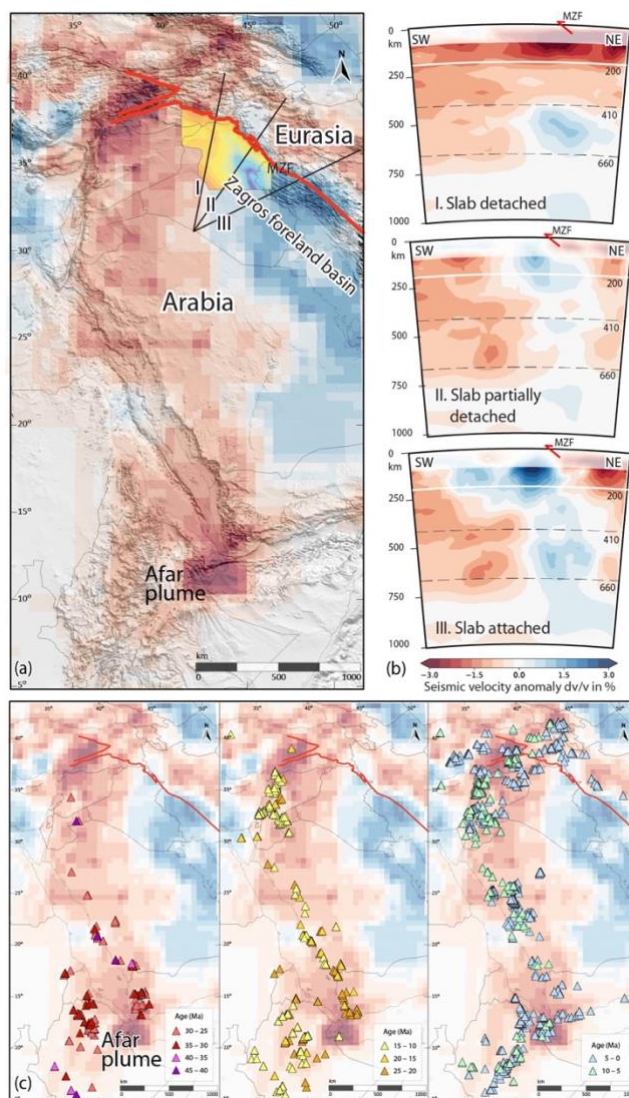 35° 40° 45° 50°
N
40°
35°
30°
25°
20°
15°
10°
5°
Eurasia
MZF
I
II
III
Zagros foreland basin
Arabia
Afar
plume
km
0 500 1000
(a)
MZF
0
km
SW
NE
200
250
410
500
660
750
1000
I. Slab detached
MZF
0
km
SW
NE
200
250
410
500
660
750
1000
II. Slab partially
detached
MZF
0
km
SW
NE
200
250
410
500
660
750
1000
III. Slab attached
(b)
−3.0 −1.5 0.0 1.5 3.0
Seismic velocity anomaly dv/v in %
Afar
plume
Age (Ma)
30 – 25
35 – 30
40 – 35
45 – 40
(c)
Age (Ma)
15 – 10
20 – 15
25 – 20
Age (Ma)
5 – 0
10 – 5